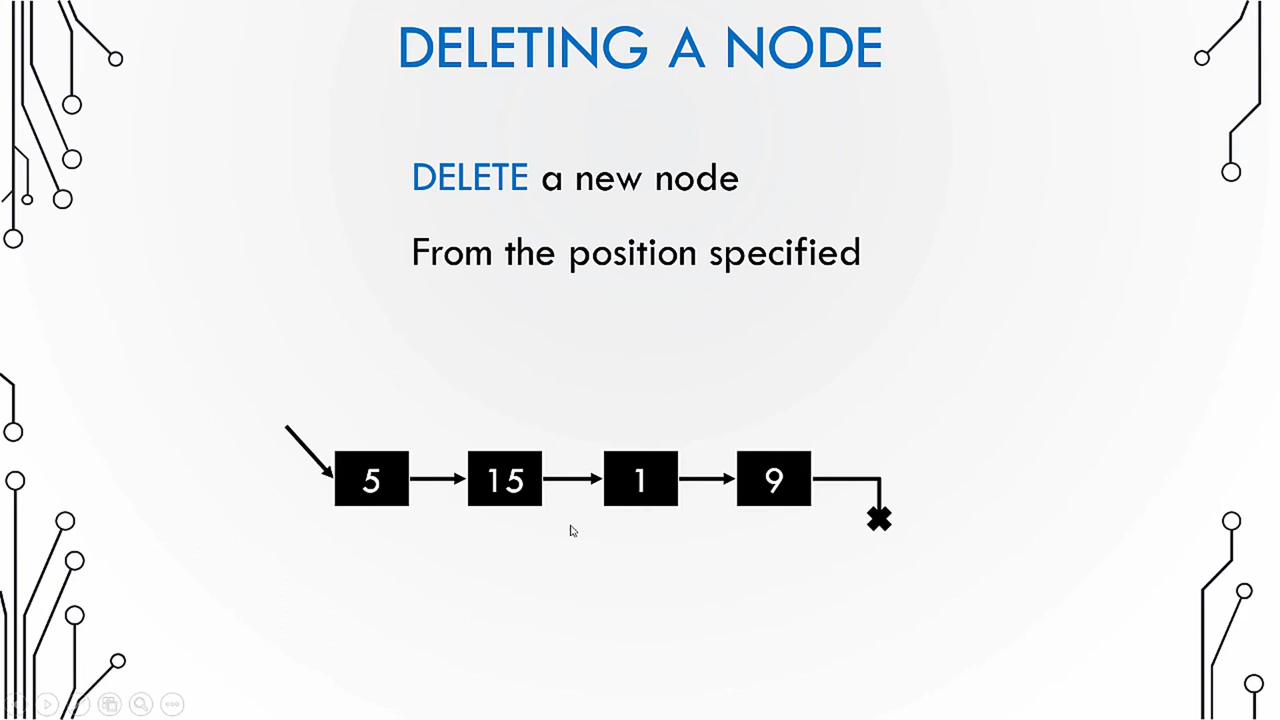 DELETING A NODE
DELETE a new node
From the position specified
5 15 1 9